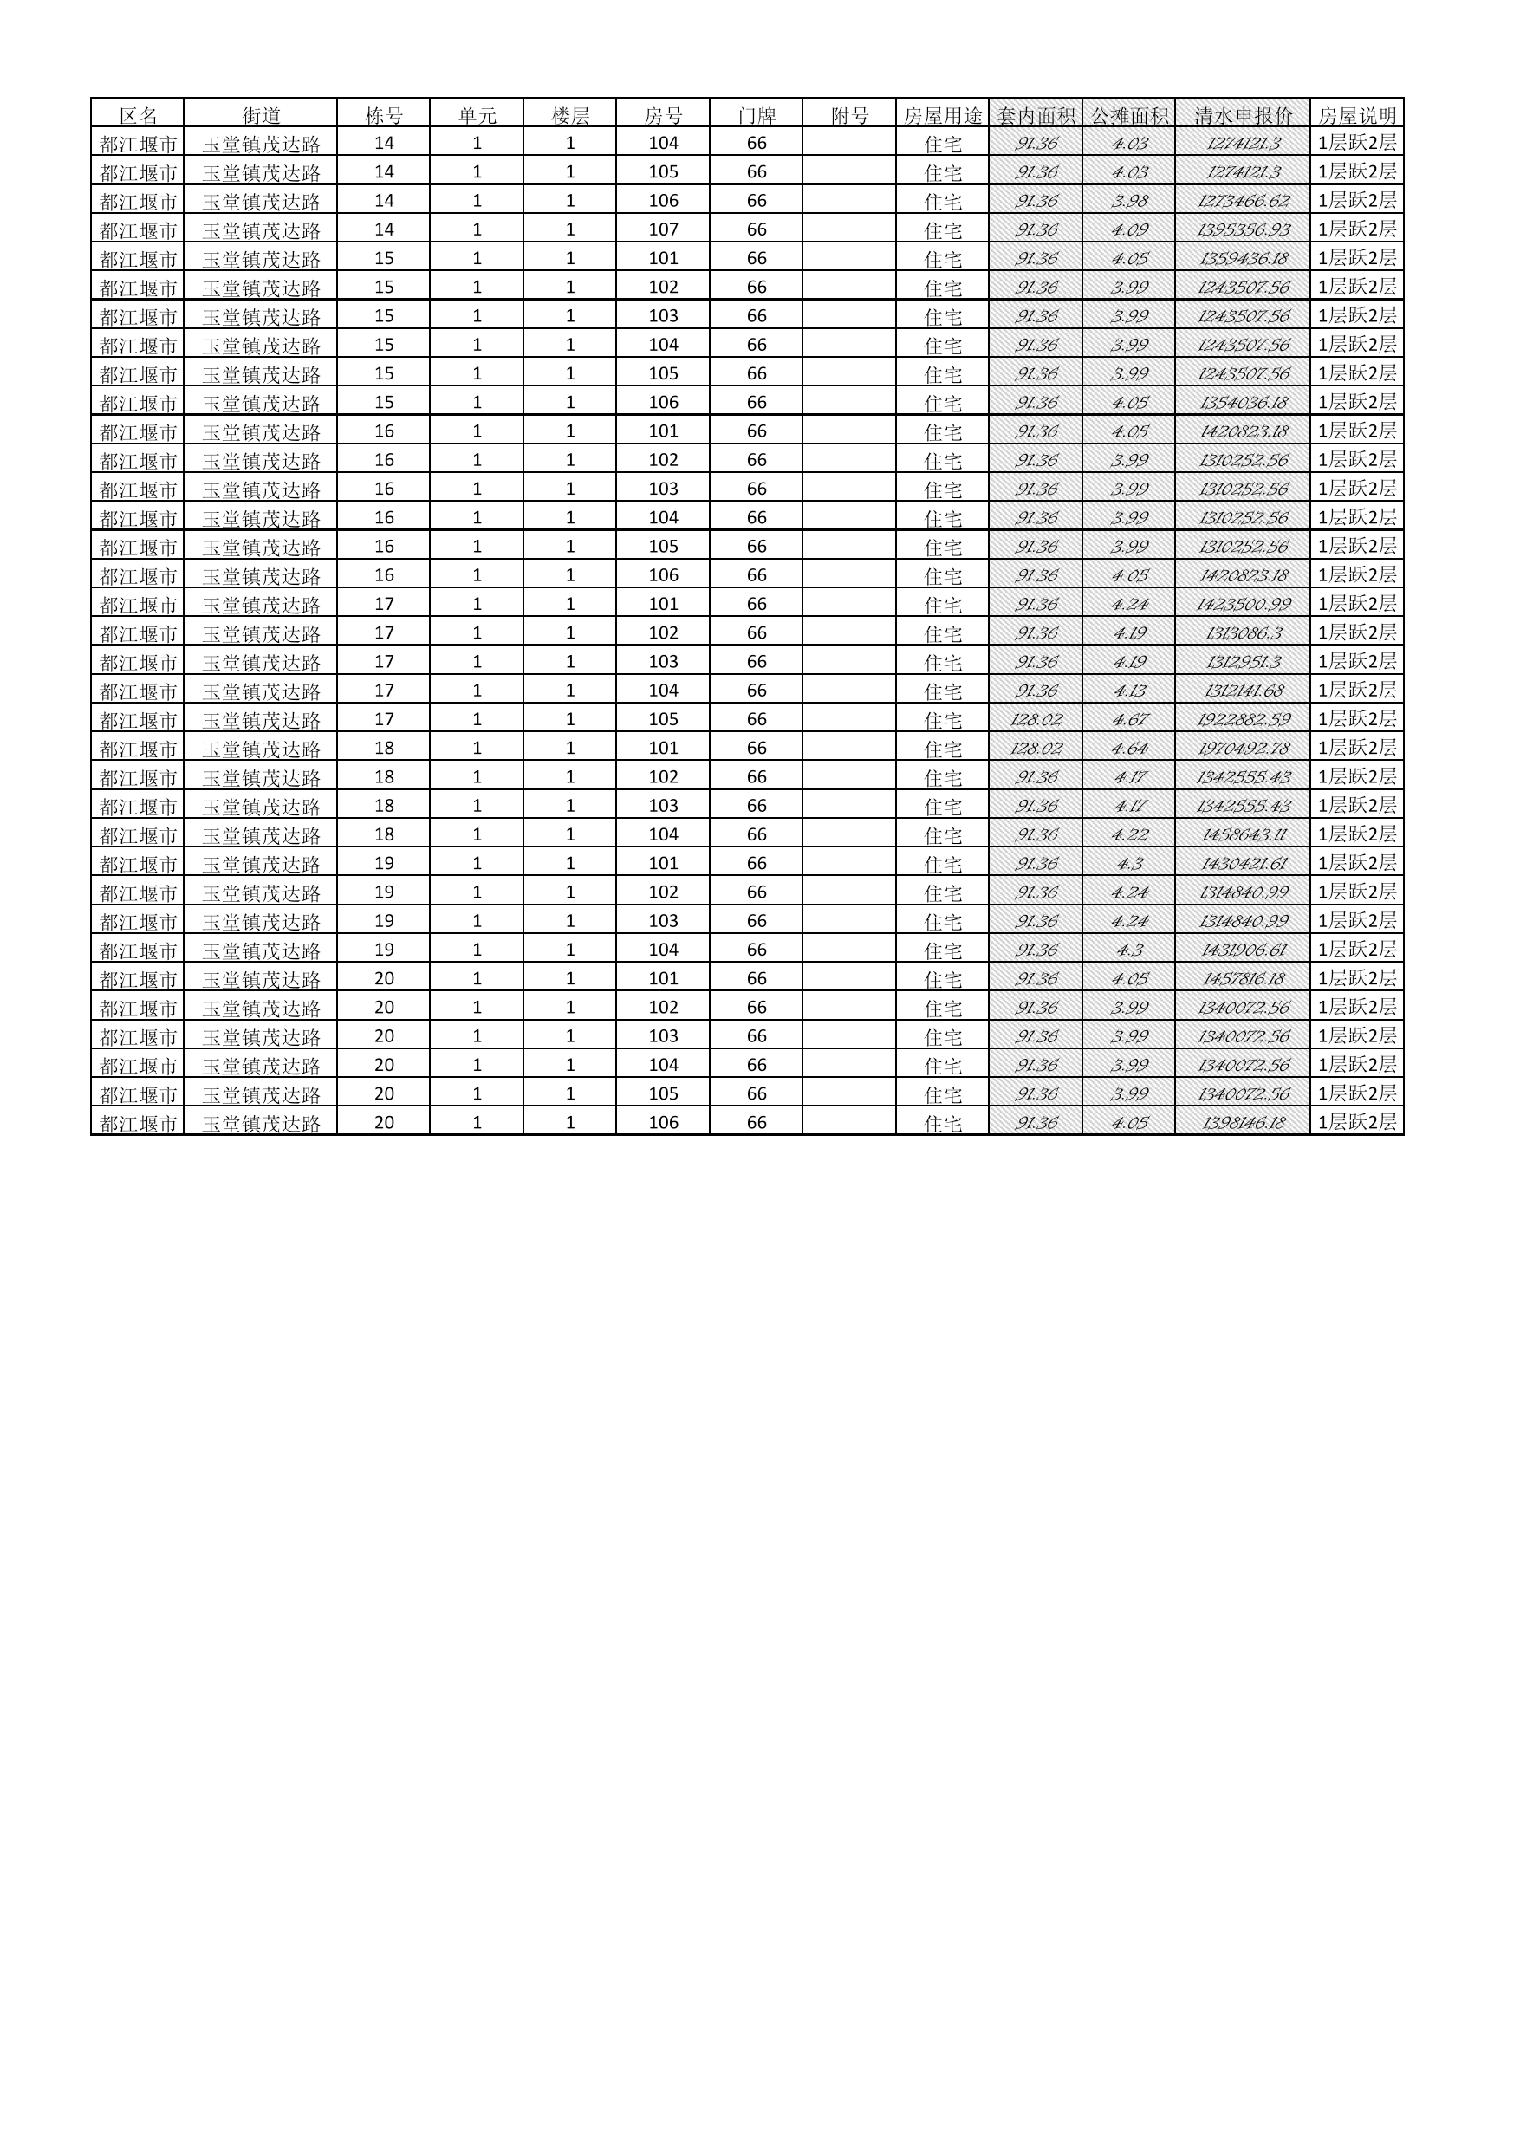 区名 街道 栋号 单元 楼层 房号 门牌 附号 房屋用途 套内面积 公摊面积 清水申报价 房屋说明
都江堰市 玉堂镇茂达路 14 1 1 104 66 住宅 91.36 4.03 1274121.3 1层跃2层
都江堰市 玉堂镇茂达路 14 1 1 105 66 住宅 91.36 4.03 1274121.3 1层跃2层
都江堰市 玉堂镇茂达路 14 1 1 106 66 住宅 91.36 3.98 1273466.62 1层跃2层
都江堰市 玉堂镇茂达路 14 1 1 107 66 住宅 91.36 4.09 1395356.93 1层跃2层
都江堰市 玉堂镇茂达路 15 1 1 101 66 住宅 91.36 4.05 1359436.18 1层跃2层
都江堰市 玉堂镇茂达路 15 1 1 102 66 住宅 91.36 3.99 1243507.56 1层跃2层
都江堰市 玉堂镇茂达路 15 1 1 103 66 住宅 91.36 3.99 1243507.56 1层跃2层
都江堰市 玉堂镇茂达路 15 1 1 104 66 住宅 91.36 3.99 1243507.56 1层跃2层
都江堰市 玉堂镇茂达路 15 1 1 105 66 住宅 91.36 3.99 1243507.56 1层跃2层
都江堰市 玉堂镇茂达路 15 1 1 106 66 住宅 91.36 4.05 1354036.18 1层跃2层
都江堰市 玉堂镇茂达路 16 1 1 101 66 住宅 91.36 4.05 1420823.18 1层跃2层
都江堰市 玉堂镇茂达路 16 1 1 102 66 住宅 91.36 3.99 1310252.56 1层跃2层
都江堰市 玉堂镇茂达路 16 1 1 103 66 住宅 91.36 3.99 1310252.56 1层跃2层
都江堰市 玉堂镇茂达路 16 1 1 104 66 住宅 91.36 3.99 1310252.56 1层跃2层
都江堰市 玉堂镇茂达路 16 1 1 105 66 住宅 91.36 3.99 1310252.56 1层跃2层
都江堰市 玉堂镇茂达路 16 1 1 106 66 住宅 91.36 4.05 1420823.18 1层跃2层
都江堰市 玉堂镇茂达路 17 1 1 101 66 住宅 91.36 4.24 1423500.99 1层跃2层
都江堰市 玉堂镇茂达路 17 1 1 102 66 住宅 91.36 4.19 1313086.3 1层跃2层
都江堰市 玉堂镇茂达路 17 1 1 103 66 住宅 91.36 4.19 1312951.3 1层跃2层
都江堰市 玉堂镇茂达路 17 1 1 104 66 住宅 91.36 4.13 1312141.68 1层跃2层
都江堰市 玉堂镇茂达路 17 1 1 105 66 住宅 128.02 4.67 1922882.59 1层跃2层
都江堰市 玉堂镇茂达路 18 1 1 101 66 住宅 128.02 4.64 1970492.78 1层跃2层
都江堰市 玉堂镇茂达路 18 1 1 102 66 住宅 91.36 4.17 1342555.43 1层跃2层
都江堰市 玉堂镇茂达路 18 1 1 103 66 住宅 91.36 4.17 1342555.43 1层跃2层
都江堰市 玉堂镇茂达路 18 1 1 104 66 住宅 91.36 4.22 1458643.11 1层跃2层
都江堰市 玉堂镇茂达路 19 1 1 101 66 住宅 91.36 4.3 1430421.61 1层跃2层
都江堰市 玉堂镇茂达路 19 1 1 102 66 住宅 91.36 4.24 1314840.99 1层跃2层
都江堰市 玉堂镇茂达路 19 1 1 103 66 住宅 91.36 4.24 1314840.99 1层跃2层
都江堰市 玉堂镇茂达路 19 1 1 104 66 住宅 91.36 4.3 1431906.61 1层跃2层
都江堰市 玉堂镇茂达路 20 1 1 101 66 住宅 91.36 4.05 1457816.18 1层跃2层
都江堰市 玉堂镇茂达路 20 1 1 102 66 住宅 91.36 3.99 1340072.56 1层跃2层
都江堰市 玉堂镇茂达路 20 1 1 103 66 住宅 91.36 3.99 1340072.56 1层跃2层
都江堰市 玉堂镇茂达路 20 1 1 104 66 住宅 91.36 3.99 1340072.56 1层跃2层
都江堰市 玉堂镇茂达路 20 1 1 105 66 住宅 91.36 3.99 1340072.56 1层跃2层
都江堰市 玉堂镇茂达路 20 1 1 106 66 住宅 91.36 4.05 1398146.18 1层跃2层